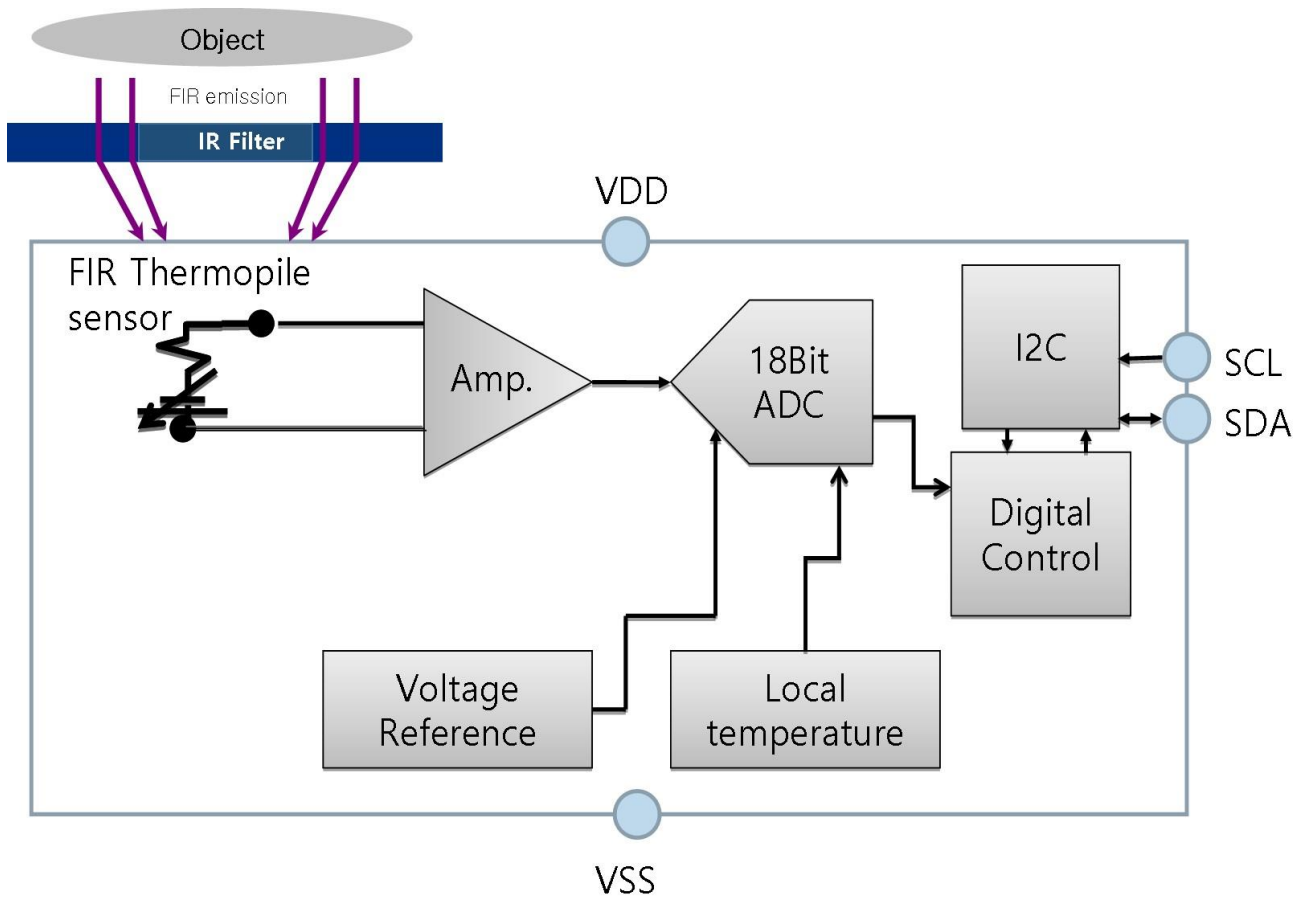 Object
FIR emission
IR Filter
VDD
FIR Thermopile
sensor
Amp.
18Bit
ADC
I2C
SCL
SDA
Digital
Control
Voltage
Reference
Local
temperature
VSS